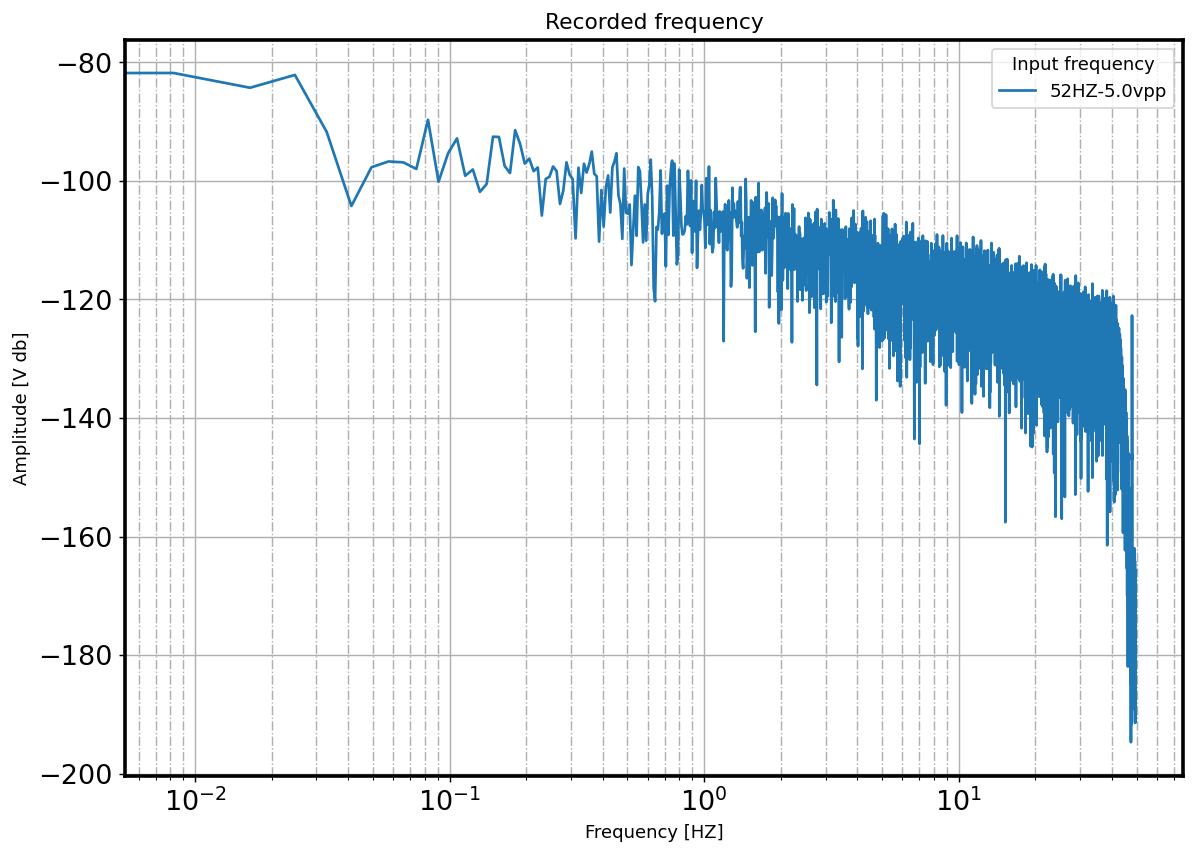 Recorded frequency
Input frequency
52HZ-5.0vpp
Amplitude [V db]
−80
−100
−120
−140
−160
−180
−200
10⁻²
10⁻¹
10⁰
10¹
Frequency [HZ]